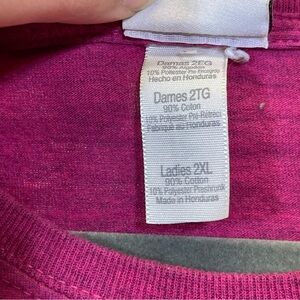 Damas 2EG
90% Algodón
10% Poliester Pre Encogido
Hecho en Honduras
Dames 2TG
90% Coton
10% Polyester Pré-Rétréci
Fabriqué au Honduras
Ladies 2XL
90% Cotton
10% Polyester Preshrunk
Made in Honduras